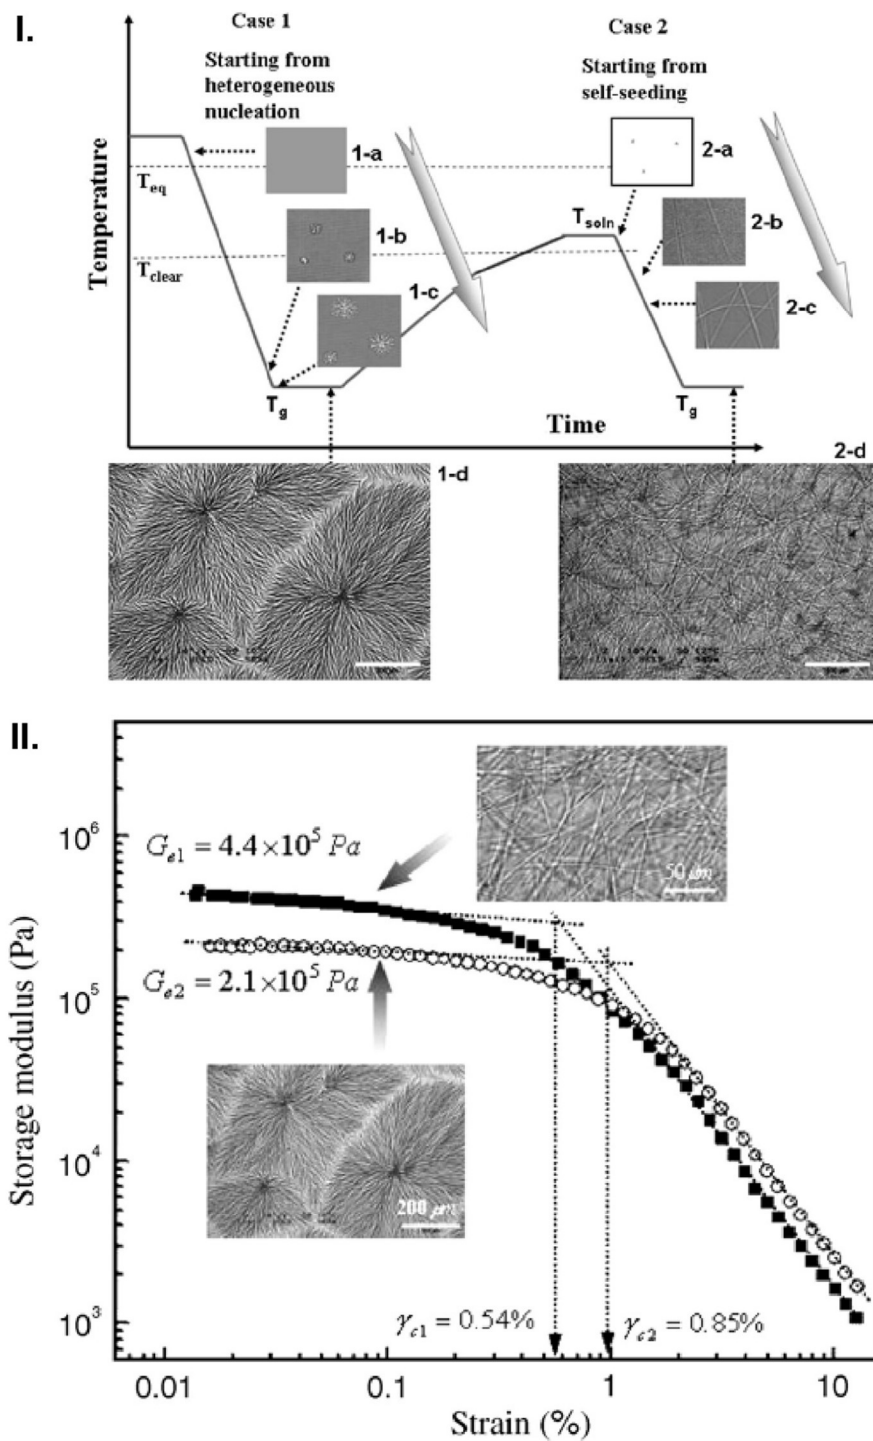 I.
Case 1
Case 2
Starting from
heterogeneous
nucleation
Starting from
self-seeding
1-a
2-a
T_eq
Temperature
T_soln
1-b
2-b
T_clear
1-c
2-c
T_g
T_g
Time
1-d
2-d
II.
10^6
G_e1 = 4.4×10^5 Pa
50 μm
Storage modulus (Pa)
10^5
G_e2 = 2.1×10^5 Pa
10^4
200 μm
10^3
γ_c1 = 0.54%
γ_c2 = 0.85%
0.01
0.1
1
10
Strain (%)